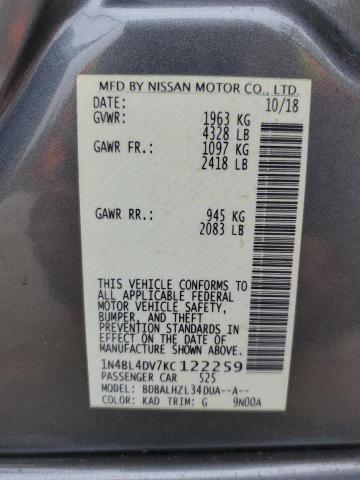 MFD BY NISSAN MOTOR CO., LTD.
DATE: 10/18
GVWR: 1963 KG
4328 LB
GAWR FR.: 1097 KG
2418 LB
GAWR RR: 945 KG
2083 LB
THIS VEHICLE CONFORMS TO
ALL APPLICABLE FEDERAL
MOTOR VEHICLE SAFETY,
BUMPER, AND THEFT
PREVENTION STANDARDS
IN EFFECT ON THE DATE
OF MANUFACTURE SHOWN
ABOVE.
1N4BL4DV7KC122259
PASSENGER CAR 525
MODEL: BDBALHZL34DUA--A--
COLOR: KAD TRIM: G 9N00A